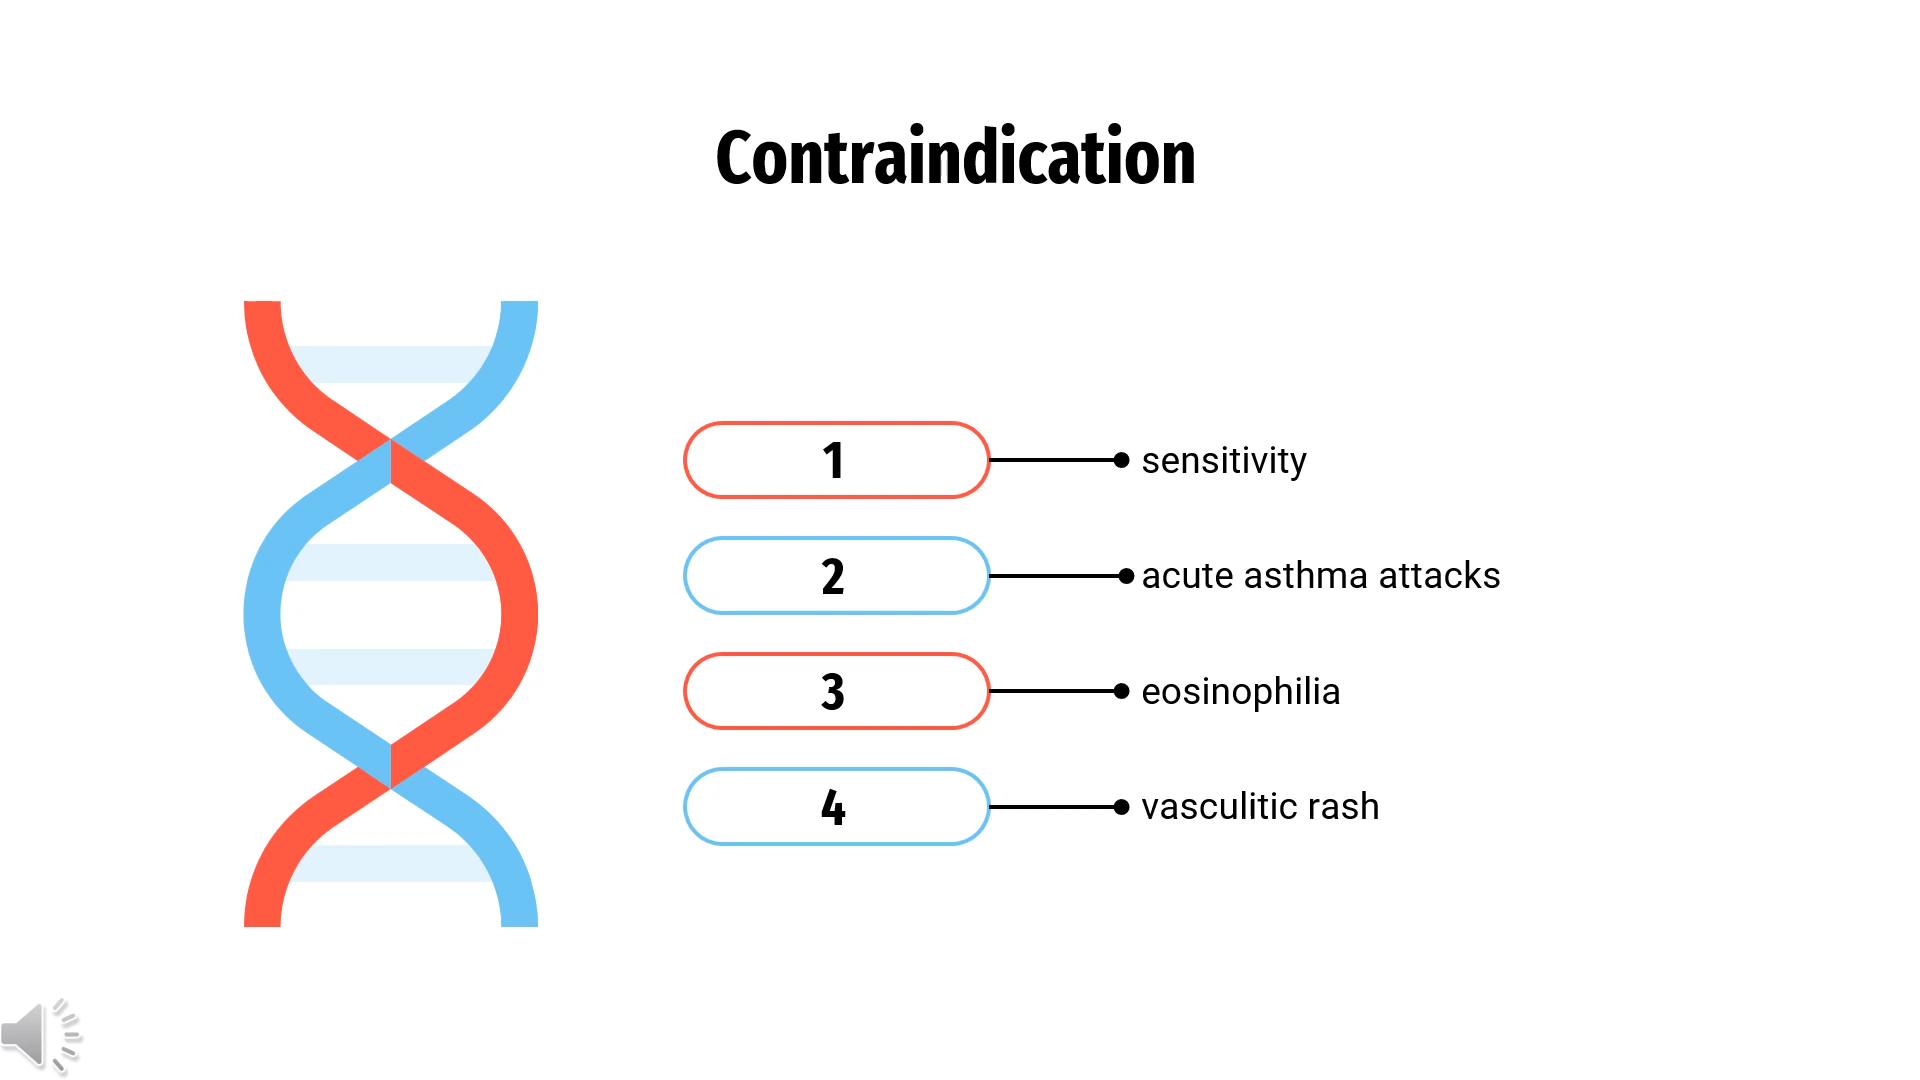 Contraindication
1 sensitivity
2 acute asthma attacks
3 eosinophilia
4 vasculitic rash